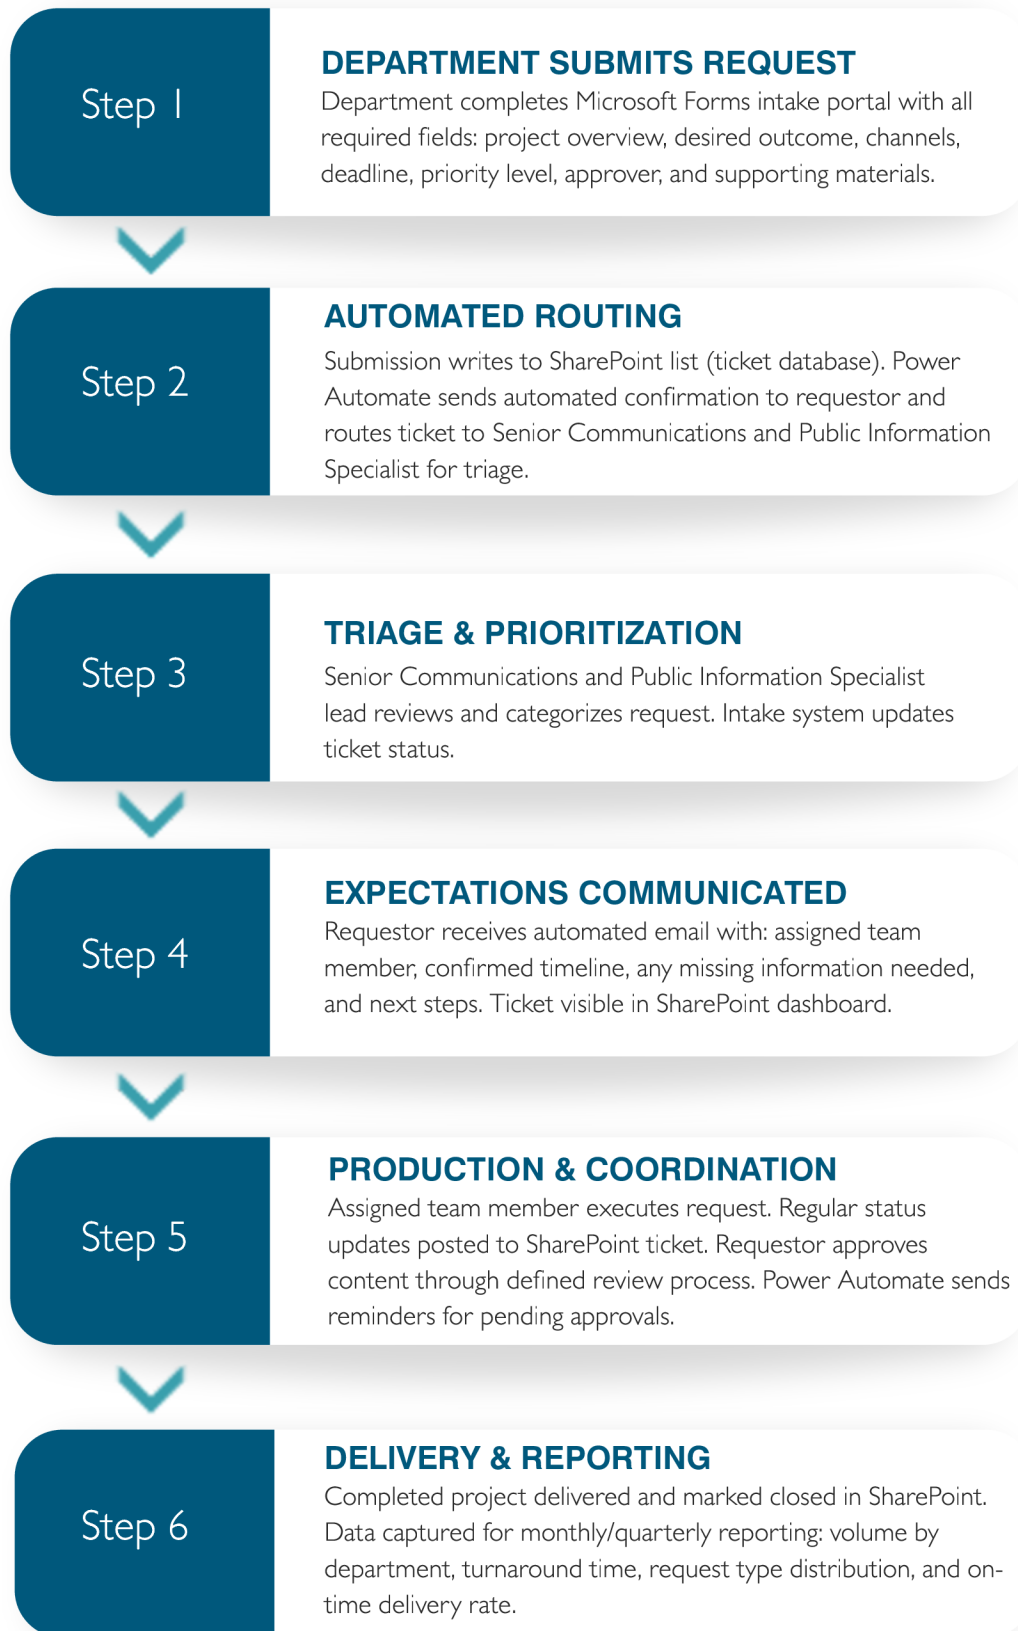 Step 1
DEPARTMENT SUBMITS REQUEST
Department completes Microsoft Forms intake portal with all
required fields: project overview, desired outcome, channels,
deadline, priority level, approver, and supporting materials.
Step 2
AUTOMATED ROUTING
Submission writes to SharePoint list (ticket database). Power
Automate sends automated confirmation to requestor and
routes ticket to Senior Communications and Public Information
Specialist for triage.
Step 3
TRIAGE & PRIORITIZATION
Senior Communications and Public Information Specialist
lead reviews and categorizes request. Intake system updates
ticket status.
Step 4
EXPECTATIONS COMMUNICATED
Requestor receives automated email with: assigned team
member, confirmed timeline, any missing information needed,
and next steps. Ticket visible in SharePoint dashboard.
Step 5
PRODUCTION & COORDINATION
Assigned team member executes request. Regular status
updates posted to SharePoint ticket. Requestor approves
content through defined review process. Power Automate sends
reminders for pending approvals.
Step 6
DELIVERY & REPORTING
Completed project delivered and marked closed in SharePoint.
Data captured for monthly/quarterly reporting: volume by
department, turnaround time, request type distribution, and on-
time delivery rate.